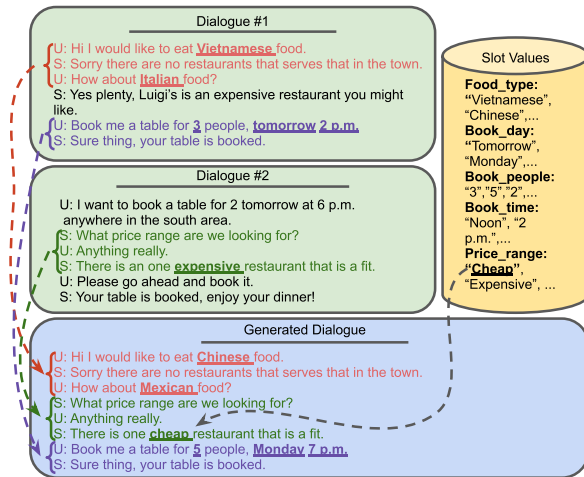 Dialogue #1
U: Hi I would like to eat Vietnamese food.
S: Sorry there are no restaurants that serves that in the town.
U: How about Italian food?
S: Yes plenty, Luigi's is an expensive restaurant you might
like.
U: Book me a table for 3 people, tomorrow 2 p.m.
S: Sure thing, your table is booked.
Dialogue #2
U: I want to book a table for 2 tomorrow at 6 p.m.
anywhere in the south area.
S: What price range are we looking for?
U: Anything really.
S: There is an one expensive restaurant that is a fit.
U: Please go ahead and book it.
S: Your table is booked, enjoy your dinner!
Generated Dialogue
U: Hi I would like to eat Chinese food.
S: Sorry there are no restaurants that serves that in the town.
U: How about Mexican food?
S: What price range are we looking for?
U: Anything really.
S: There is one cheap restaurant that is a fit.
U: Book me a table for 5 people, Monday 7 p.m.
S: Sure thing, your table is booked.
Slot Values
Food_type:
“Vietnamese”,
“Chinese”,...
Book_day:
“Tomorrow”,
“Monday”,...
Book_people:
“3”,”5”,”2”,...
Book_time:
“Noon”, “2
p.m.”,...
Price_range:
“Cheap”,
“Expensive”, ...